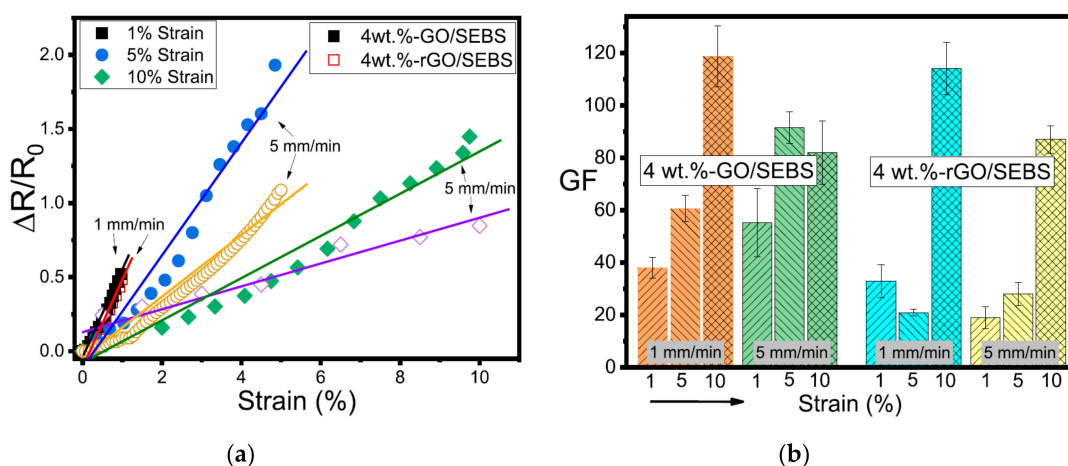 1% Strain
5% Strain
10% Strain
4wt.%-GO/SEBS
4wt.%-rGO/SEBS
2.0
1.5
1.0
0.5
0.0
ΔR/R0
1 mm/min
5 mm/min
5 mm/min
0 2 4 6 8 10
Strain (%)
(a)
120
100
80
60
40
20
0
GF
4 wt.%-GO/SEBS
4 wt.%-rGO/SEBS
1 mm/min
5 mm/min
1 mm/min
5 mm/min
1 5 10 1 5 10 1 5 10 1 5 10
Strain (%)
(b)